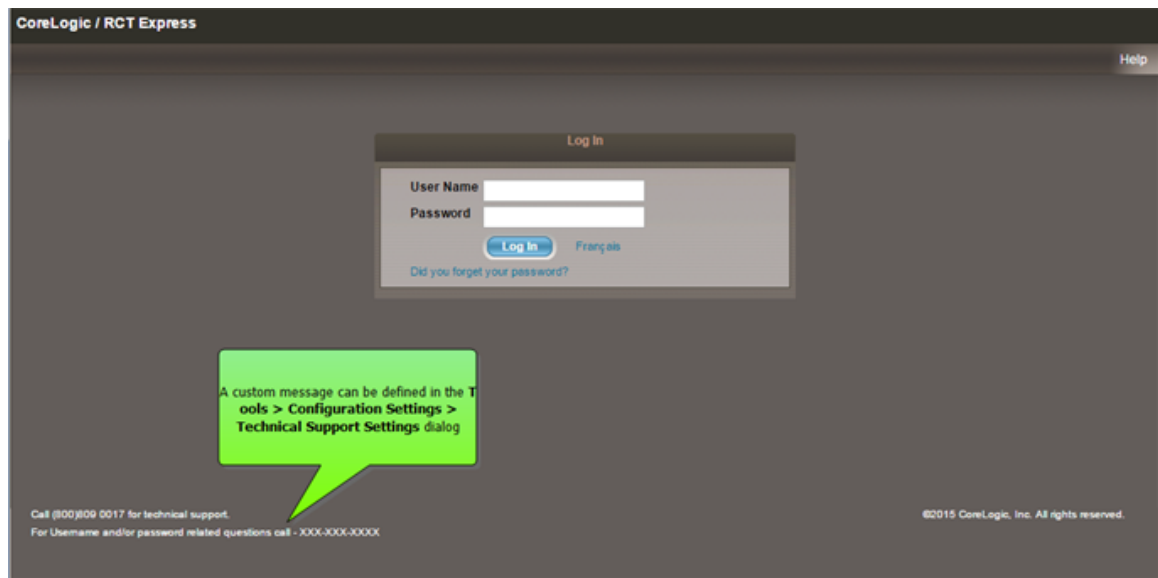 CoreLogic / RCT Express
Help
Log In
User Name
Password
Log In Français
Did you forget your password?
A custom message can be defined in the T
ools > Configuration Settings >
Technical Support Settings dialog
Call (800)809 0017 for technical support.
©2015 CoreLogic, Inc. All rights reserved.
For Username and/or password related questions call - XXX-XXX-XXXX